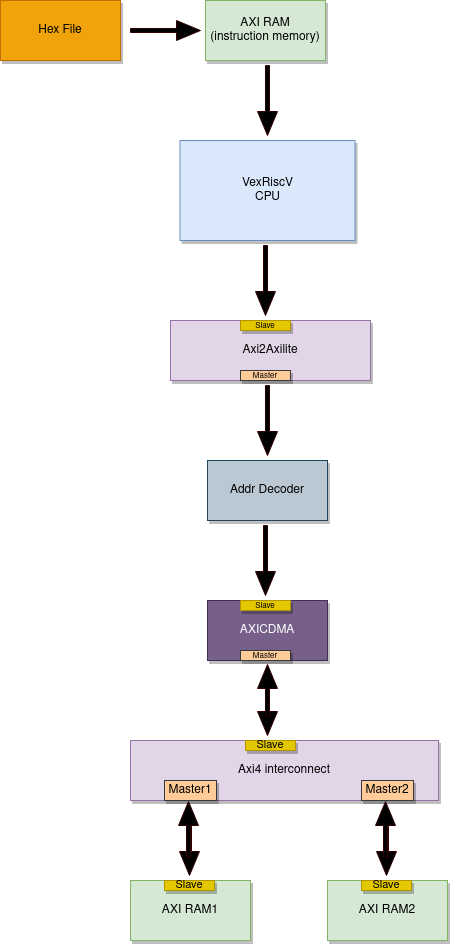 Hex File
AXI RAM
(instruction memory)
VexRiscV
CPU
Slave
Axi2Axilite
Master
Addr Decoder
Slave
AXICDMA
Master
Slave
Axi4 interconnect
Master1
Master2
Slave
AXI RAM1
Slave
AXI RAM2